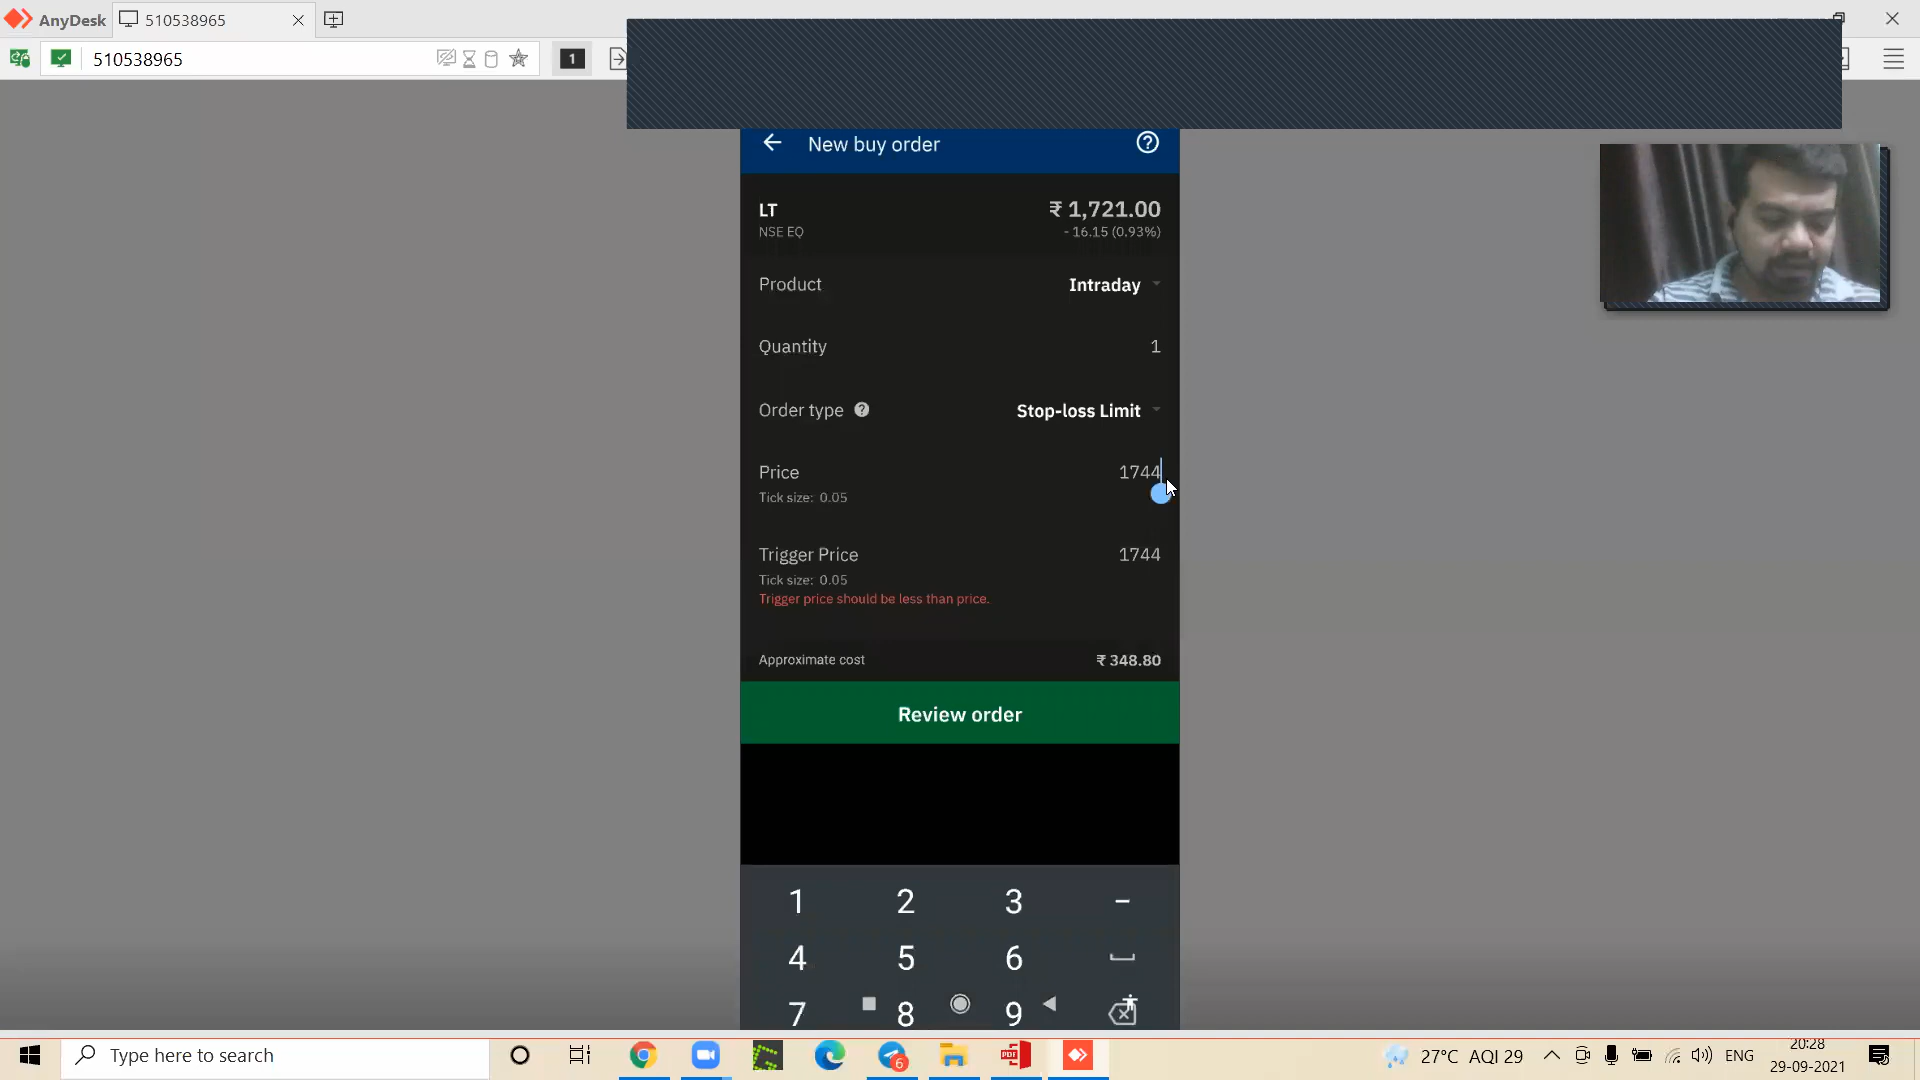 AnyDesk
510538965
510538965
1
New buy order
LT
₹ 1,721.00
NSE EQ
- 16.15 (0.93%)
Product
Intraday
Quantity
1
Order type
Stop-loss Limit
Price
1744
Tick size: 0.05
Trigger Price
1744
Tick size: 0.05
Trigger price should be less than price.
Approximate cost
₹ 348.80
Review order
1 2 3 -
4 5 6
7 8 9
Type here to search
PDF
6
27°C AQI 29
ENG
20:28
29-09-2021